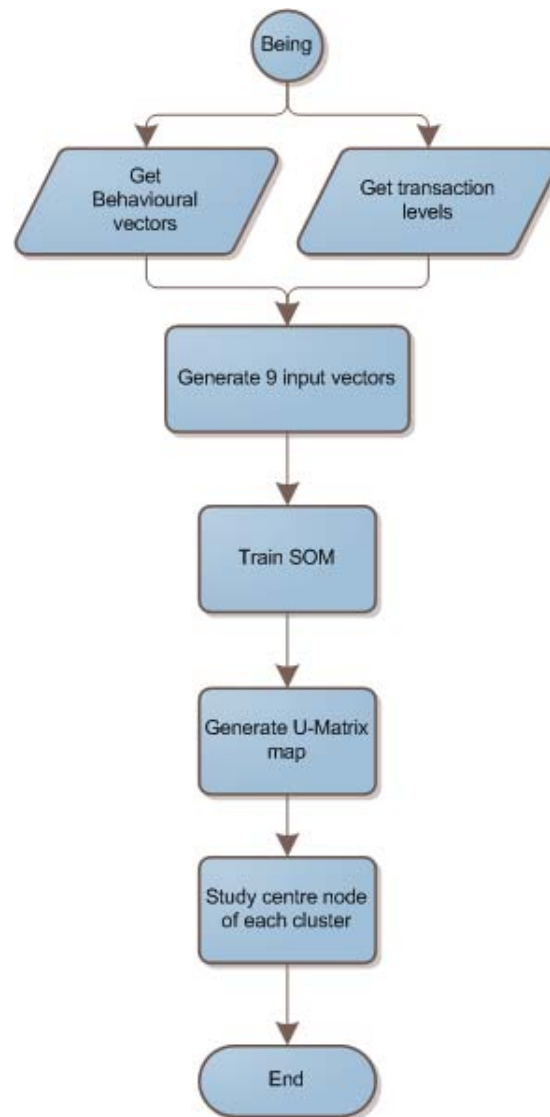 Being
Get
Behavioural
vectors
Get transaction
levels
Generate 9 input vectors
Train SOM
Generate U-Matrix
map
Study centre node
of each cluster
End